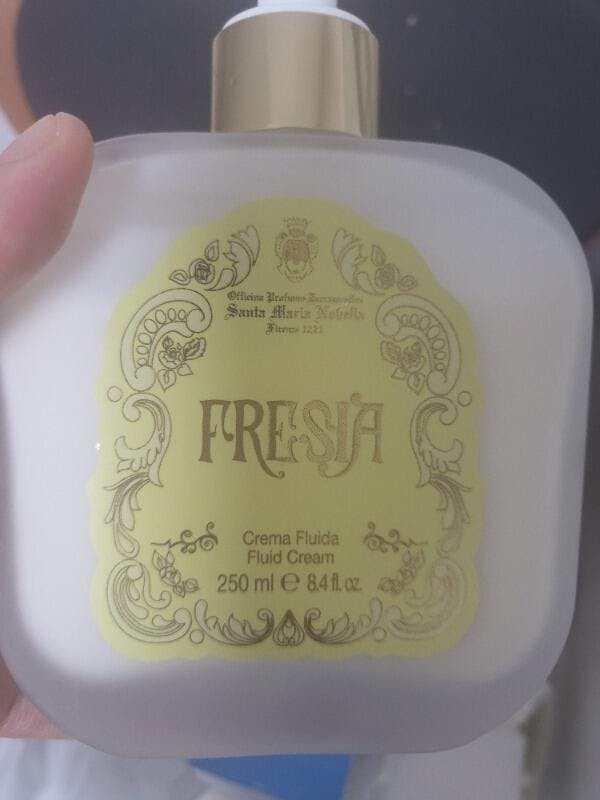 Officina Profumo Farmaceutica
Santa Maria Novella
Firenze 1221
FRESIA
Crema Fluida
Fluid Cream
250 ml ℮ 8.4 fl. oz.